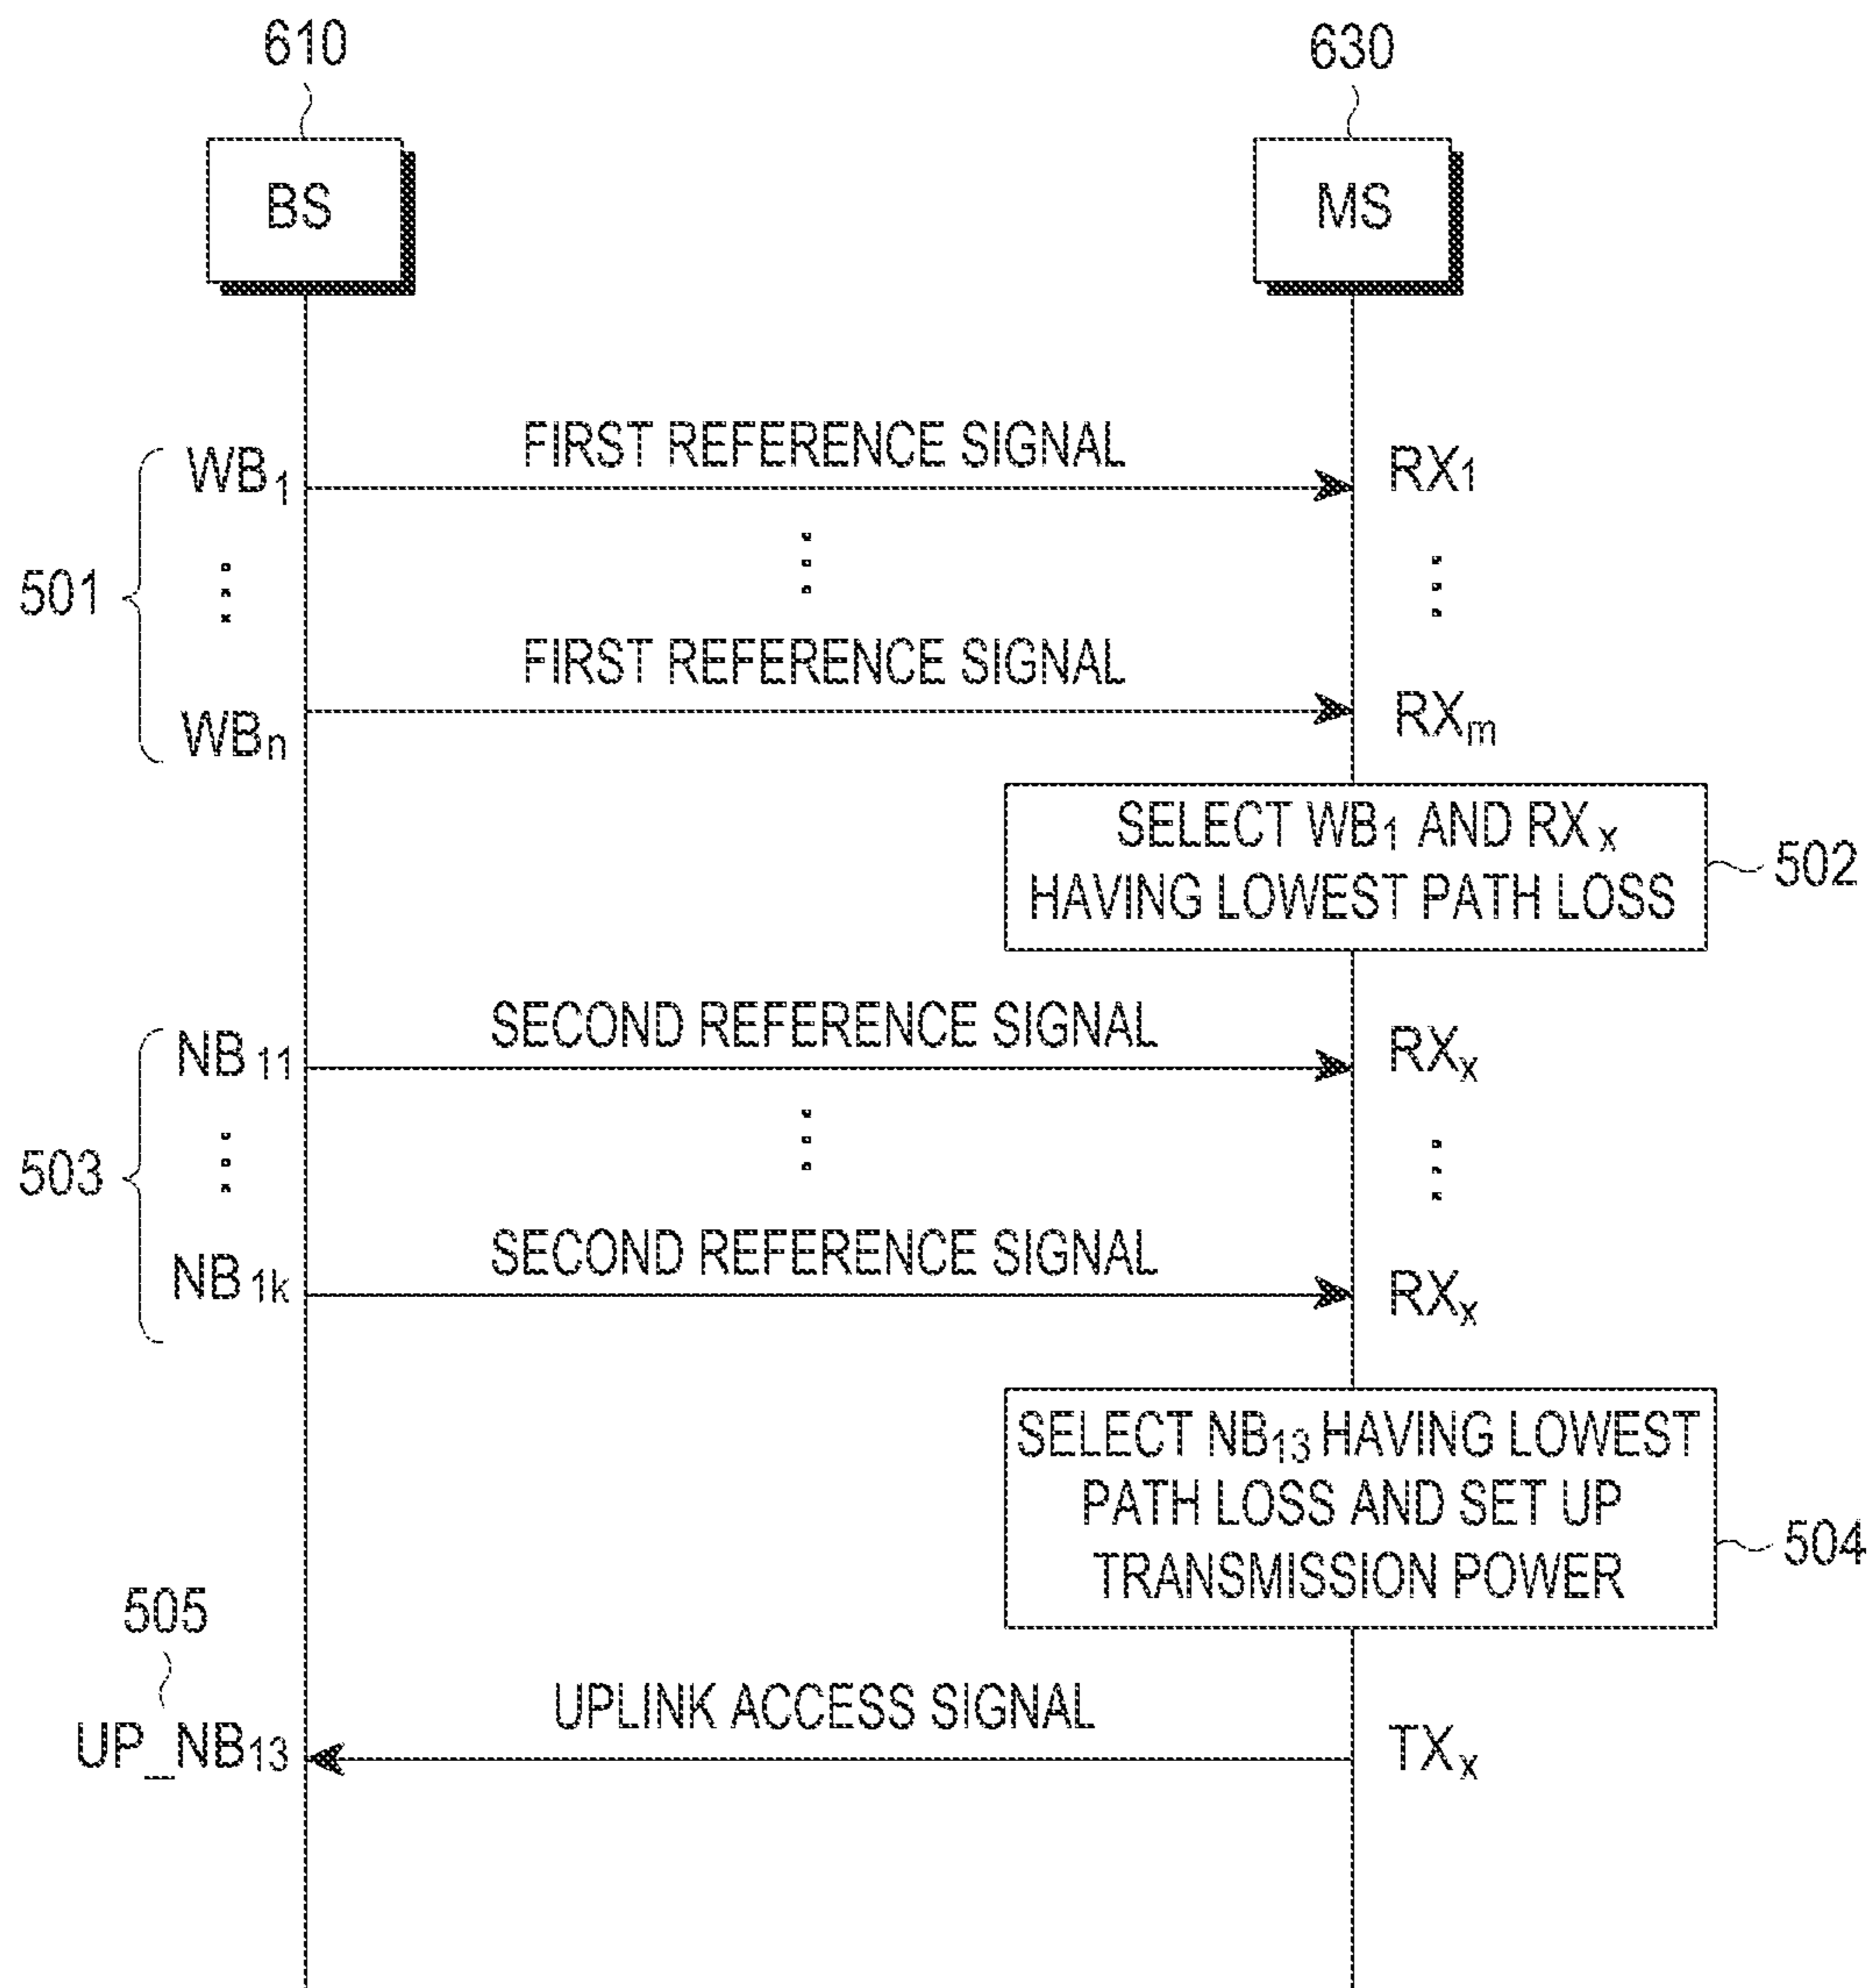 610
630
BS
MS
FIRST REFERENCE SIGNAL
WB1
RX1
501
FIRST REFERENCE SIGNAL
WBn
RXm
SELECT WB1 AND RXx
HAVING LOWEST PATH LOSS
502
SECOND REFERENCE SIGNAL
NB11
RXx
503
SECOND REFERENCE SIGNAL
NB1k
RXx
SELECT NB13 HAVING LOWEST
PATH LOSS AND SET UP
TRANSMISSION POWER
504
505
UPLINK ACCESS SIGNAL
UP_NB13
TXx